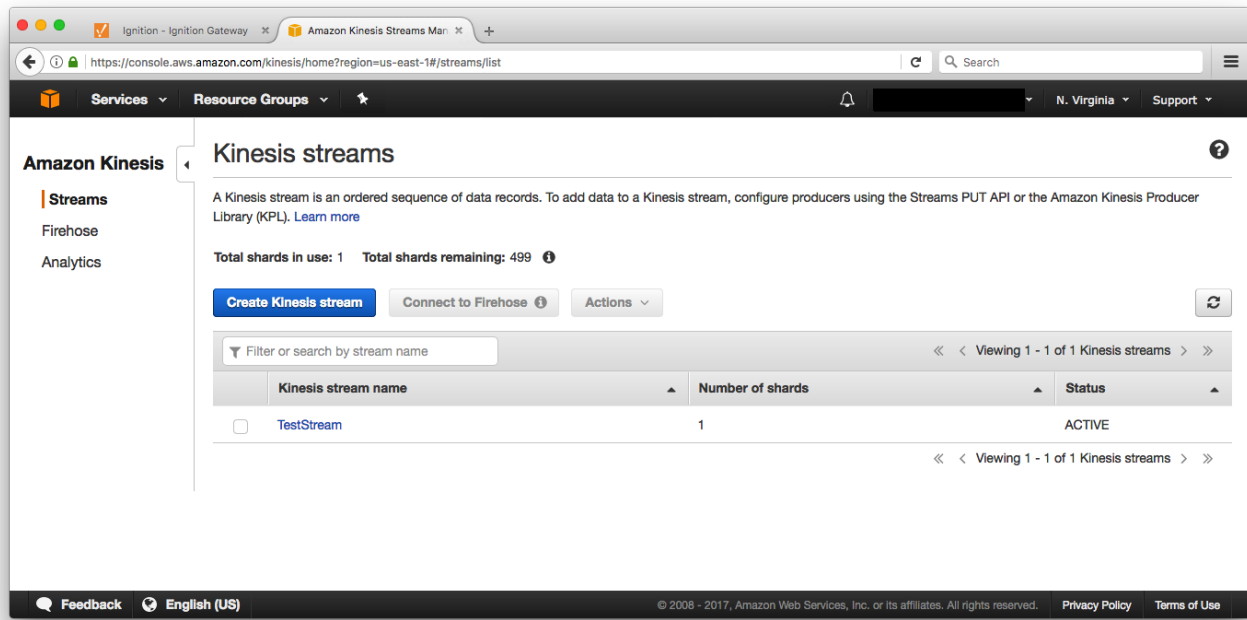 Ignition - Ignition Gateway
Amazon Kinesis Streams Man
https://console.aws.amazon.com/kinesis/home?region=us-east-1#/streams/list
Search
Services
Resource Groups
N. Virginia
Support
Amazon Kinesis
Streams
Firehose
Analytics
Kinesis streams
A Kinesis stream is an ordered sequence of data records. To add data to a Kinesis stream, configure producers using the Streams PUT API or the Amazon Kinesis Producer
Library (KPL). Learn more
Total shards in use: 1 Total shards remaining: 499
Create Kinesis stream
Connect to Firehose
Actions
Filter or search by stream name
Viewing 1 - 1 of 1 Kinesis streams
Kinesis stream name Number of shards Status
TestStream 1 ACTIVE
Viewing 1 - 1 of 1 Kinesis streams
Feedback
English (US)
© 2008 - 2017, Amazon Web Services, Inc. or its affiliates. All rights reserved.
Privacy Policy
Terms of Use